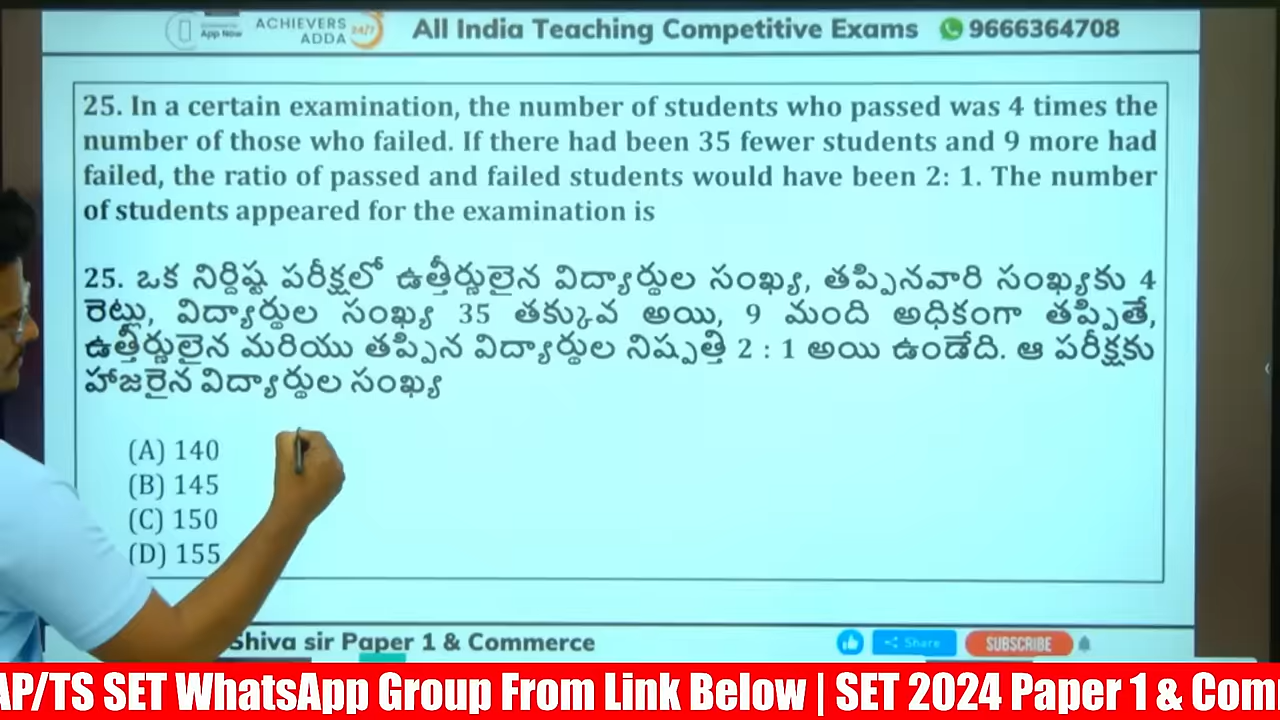 App Now
ACHIEVERS
ADDA 24/7
All India Teaching Competitive Exams 9666364708
25. In a certain examination, the number of students who passed was 4 times the
number of those who failed. If there had been 35 fewer students and 9 more had
failed, the ratio of passed and failed students would have been 2: 1. The number
of students appeared for the examination is
25. ఒక నిర్దిష్ట పరీక్షలో ఉత్తీర్ణులైన విద్యార్థుల సంఖ్య, తప్పినవారి సంఖ్యకు 4
రెట్లు, విద్యార్థుల సంఖ్య 35 తక్కువ అయి, 9 మంది అధికంగా తప్పితే,
ఉత్తీర్ణులైన మరియు తప్పిన విద్యార్థుల నిష్పత్తి 2 : 1 అయి ఉండేది. ఆ పరీక్షకు
హాజరైన విద్యార్థుల సంఖ్య
(A) 140
(B) 145
(C) 150
(D) 155
Shiva sir Paper 1 & Commerce
Share
SUBSCRIBE
AP/TS SET WhatsApp Group From Link Below | SET 2024 Paper 1 & Com